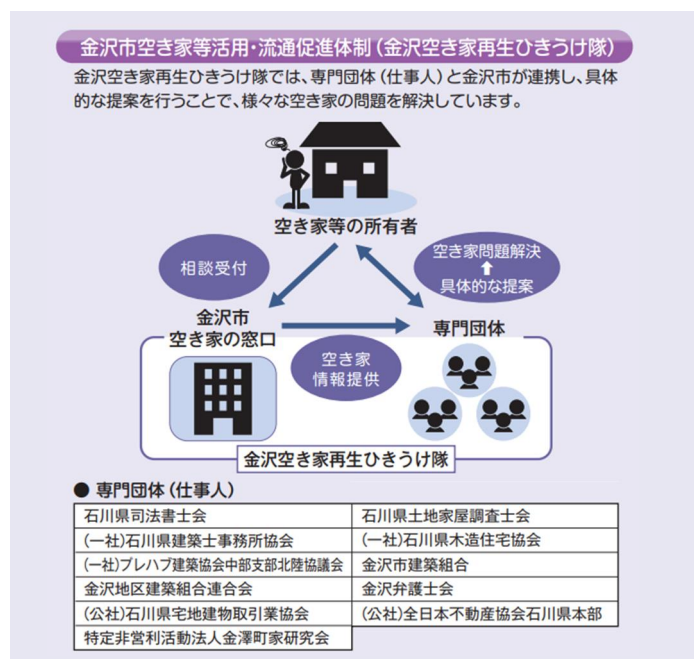 金沢市空き家等活用・流通促進体制（金沢空き家再生ひきうけ隊）
金沢空き家再生ひきうけ隊では、専門団体（仕事人）と金沢市が連携し、具体
的な提案を行うことで、様々な空き家の問題を解決しています。
空き家等の所有者
相談受付
空き家問題解決
⬆
具体的な提案
金沢市
空き家の窓口
専門団体
空き家
情報提供
金沢空き家再生ひきうけ隊
● 専門団体（仕事人）
石川県司法書士会
石川県土地家屋調査士会
(一社)石川県建築士事務所協会
(一社)石川県木造住宅協会
(一社)プレハブ建築協会中部支部北陸協議会
金沢市建築組合
金沢地区建築組合連合会
金沢弁護士会
(公社)石川県宅地建物取引業協会
(公社)全日本不動産協会石川県本部
特定非営利活動法人金澤町家研究会